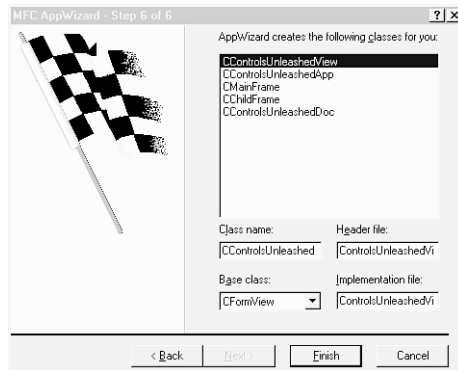 MFC AppWizard - Step 6 of 6
AppWizard creates the following classes for you:
CControlsUnleashedView
CControlsUnleashedApp
CMainFrame
CChildFrame
CControlsUnleashedDoc
Class name: Header file:
CControlsUnleashed ControlsUnleashedVi
Base class: Implementation file:
CFormView ControlsUnleashedVi
< Back Next > Finish Cancel